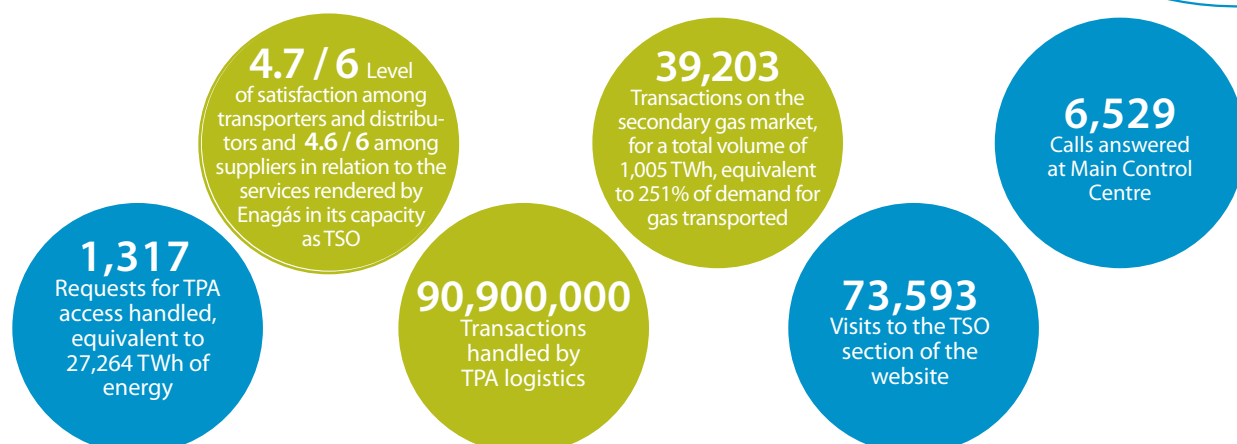 4.7 / 6 Level
of satisfaction among
transporters and distribu-
tors and 4.6 / 6 among
suppliers in relation to the
services rendered by
Enagás in its capacity
as TSO
39,203
Transactions on the
secondary gas market,
for a total volume of
1,005 TWh, equivalent
to 251% of demand for
gas transported
6,529
Calls answered
at Main Control
Centre
1,317
Requests for TPA
access handled,
equivalent to
27,264 TWh of
energy
90,900,000
Transactions
handled by
TPA logistics
73,593
Visits to the TSO
section of the
website